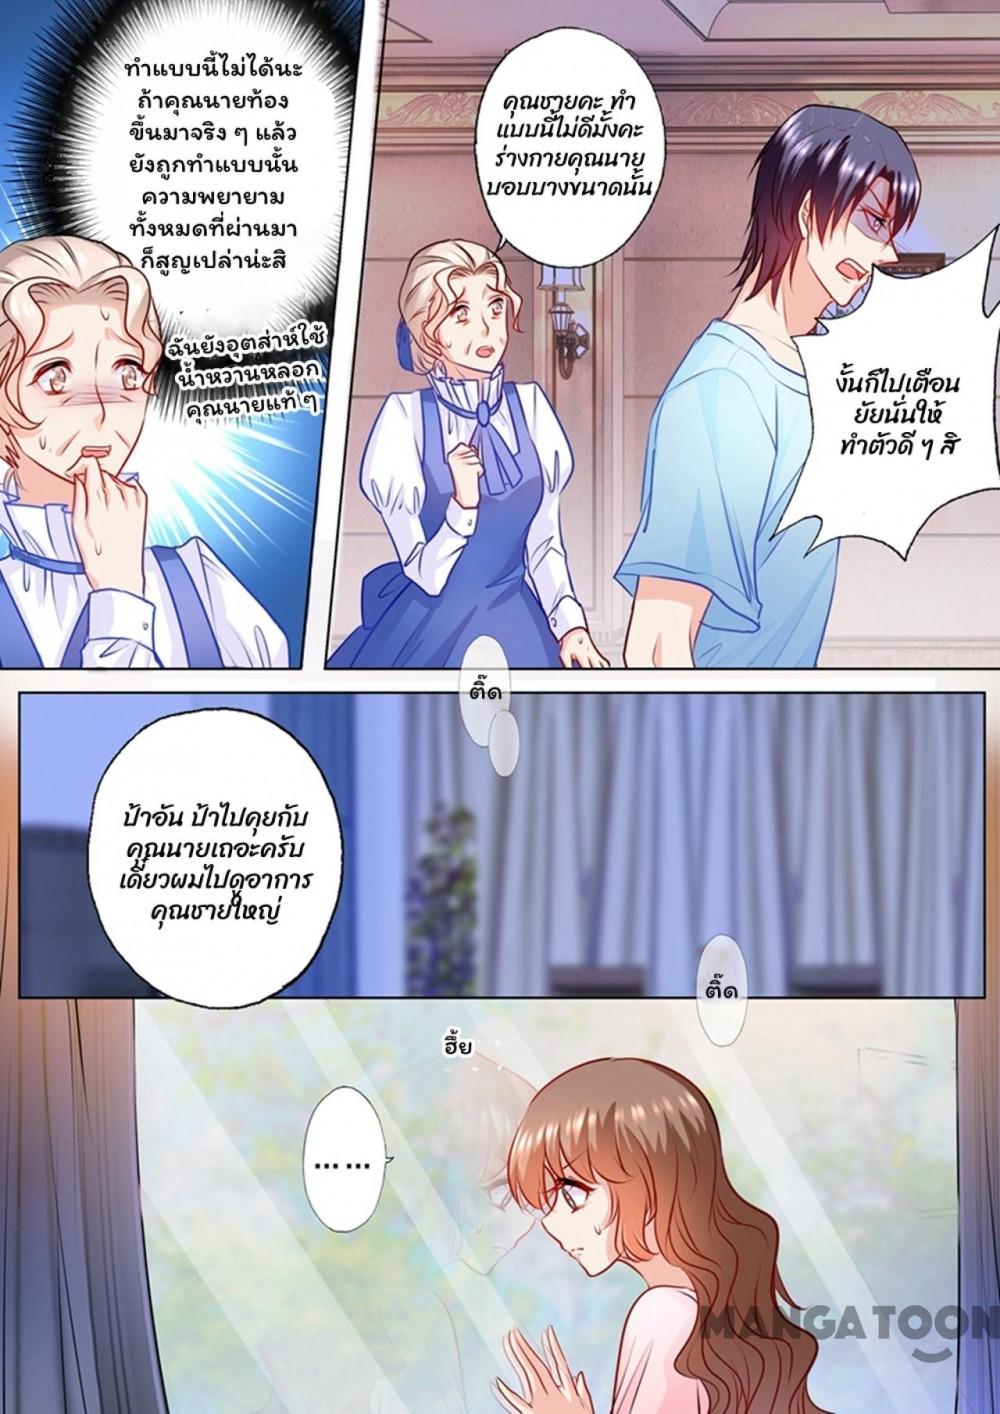 ทำแบบนี้ไม่ได้นะ
ถ้าคุณนายท้อง
ขึ้นมาจริง ๆ แล้ว
ยังถูกทำแบบนั้น
ความพยายาม
ทั้งหมดที่ผ่านมา
ก็สูญเปล่าน่ะสิ
ฉันยังอุตส่าห์ใช้
น้ำหวานหลอก
คุณนายแท้ ๆ
คุณชายคะ ทำ
แบบนี้ไม่ดีมั้งคะ
ร่างกายคุณนาย
บอบบางขนาดนั้น
งั้นก็ไปเตือน
ยัยนั่นให้
ทำตัวดี ๆ สิ
ติ๊ด
ป้าอัน ป้าไปคุยกับ
คุณนายเถอะครับ
เดี๋ยวผมไปดูอาการ
คุณชายใหญ่
ติ๊ด
ฮึ้ย
... ...
MANGATOON